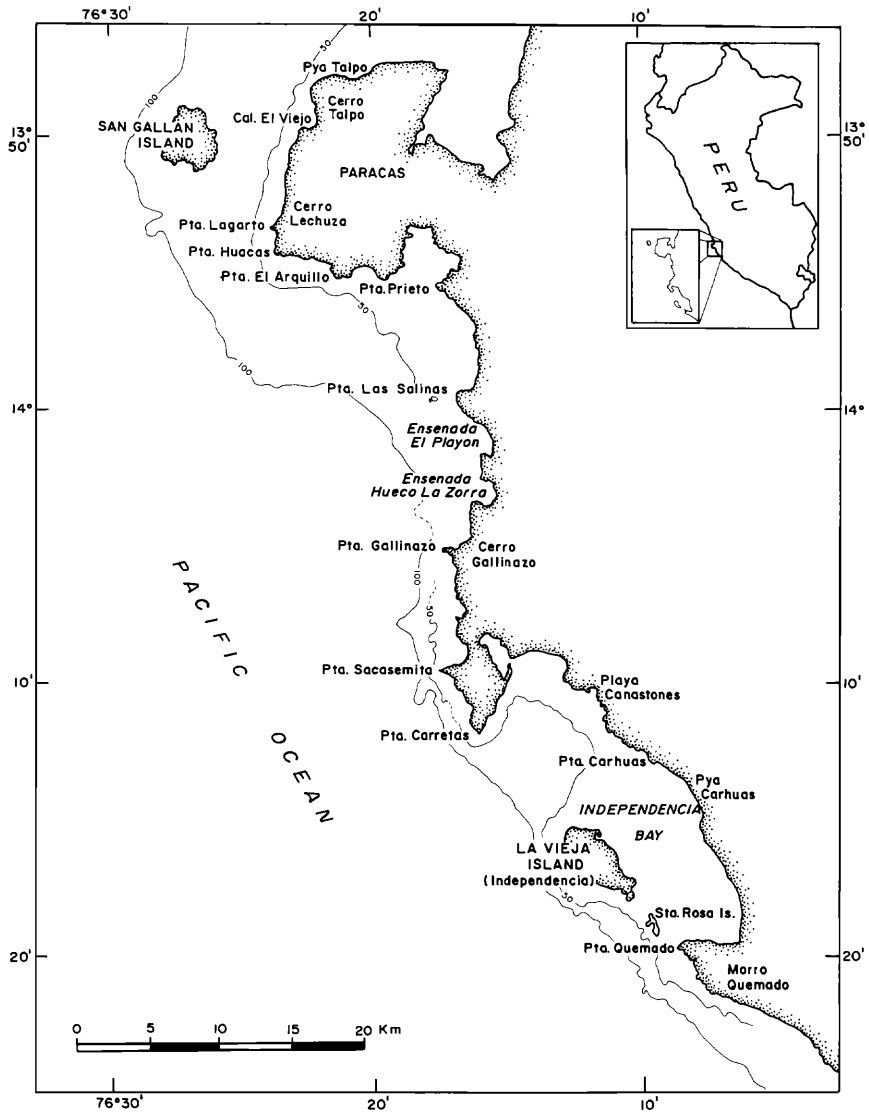 76°30'
20'
10'
50
Pya Talpo
100
Cerro
Talpo
Cal. El Viejo
SAN GALLAN
ISLAND
13°
50'
13°
50'
PERU
PARACAS
Cerro
Lechuza
Pta. Lagarto
Pta. Huacas
Pta. El Arquillo
Pta. Prieto
50
100
Pta. Las Salinas
14°
14°
Ensenada
El Playon
Ensenada
Hueco La Zorra
Pta. Gallinazo
Cerro
Gallinazo
100
50
PACIFIC
OCEAN
Pta. Sacasemita
10'
10'
Playa
Canastones
Pta. Carretas
Pta. Carhuas
Pya
Carhuas
INDEPENDENCIA
BAY
LA VIEJA
ISLAND
(Independencia)
50
Sta. Rosa Is.
Pta. Quemado
20'
20'
Morro
Quemado
0 5 10 15 20 Km
76°30'
20'
10'